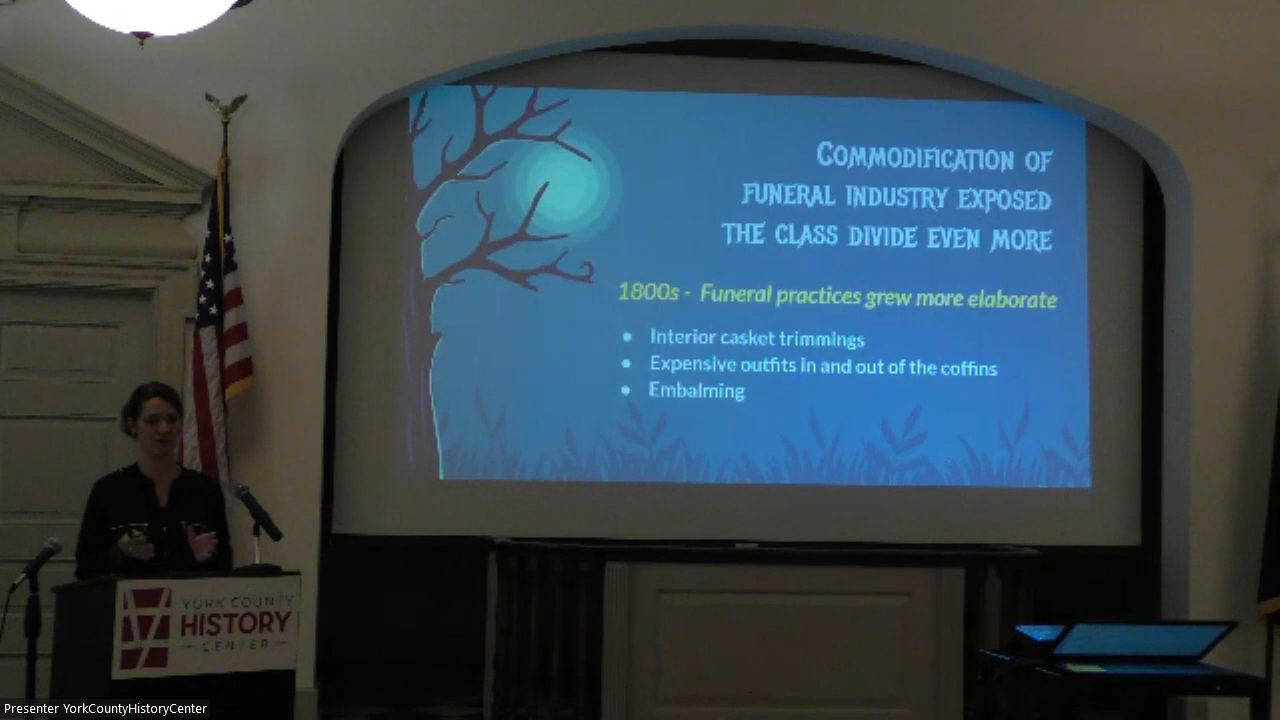 COMMODIFICATION OF
FUNERAL INDUSTRY EXPOSED
THE CLASS DIVIDE EVEN MORE
1800s - Funeral practices grew more elaborate
• Interior casket trimmings
• Expensive outfits in and out of the coffins
• Embalming
YORK COUNTY
HISTORY
CENTER
Presenter YorkCountyHistoryCenter